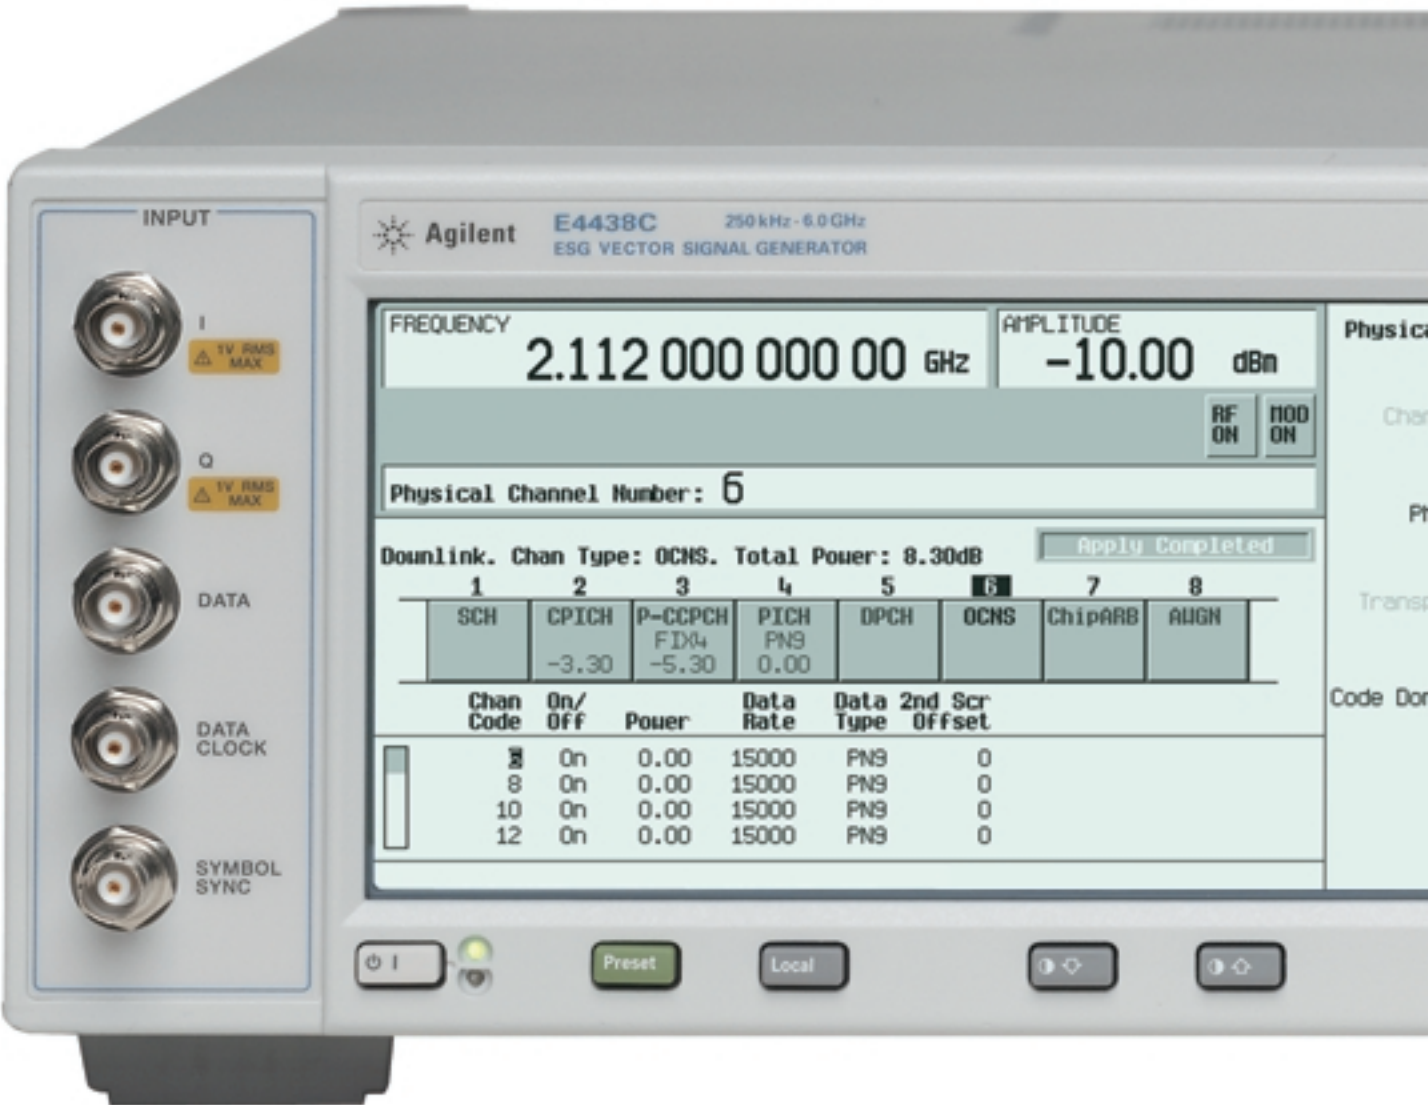 INPUT
I
1V RMS
MAX
Q
1V RMS
MAX
DATA
DATA
CLOCK
SYMBOL
SYNC
Agilent
E4438C 250 kHz - 6.0 GHz
ESG VECTOR SIGNAL GENERATOR
FREQUENCY
2.112 000 000 00 GHz
AMPLITUDE
-10.00 dBm
RF
ON
MOD
ON
Physical Channel Number: 6
Downlink. Chan Type: OCNS. Total Power: 8.30dB
Apply Completed
1 2 3 4 5 6 7 8
SCH CPICH P-CCPCH PICH DPCH OCNS ChipARB AWGN
FIX4 PN9
-3.30 -5.30 0.00
Chan On/ Data Data 2nd Scr
Code Off Power Rate Type Offset
On 0.00 15000 PN9 0
8 On 0.00 15000 PN9 0
10 On 0.00 15000 PN9 0
12 On 0.00 15000 PN9 0
Physica
Char
Ph
Transp
Code Dom
Preset
Local